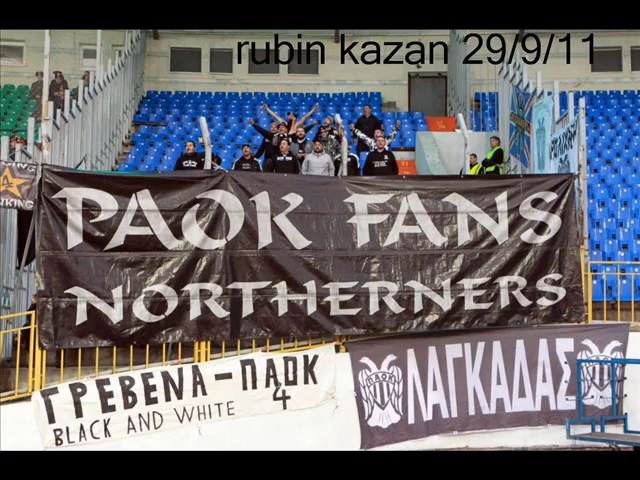 rubin kazan 29/9/11
PAOK FANS
NORTHERNERS
ΓΡΕΒΕΝΑ-ΠΑΟΚ
4
BLACK AND WHITE
ΛΑΓΚΑΔΑΣ